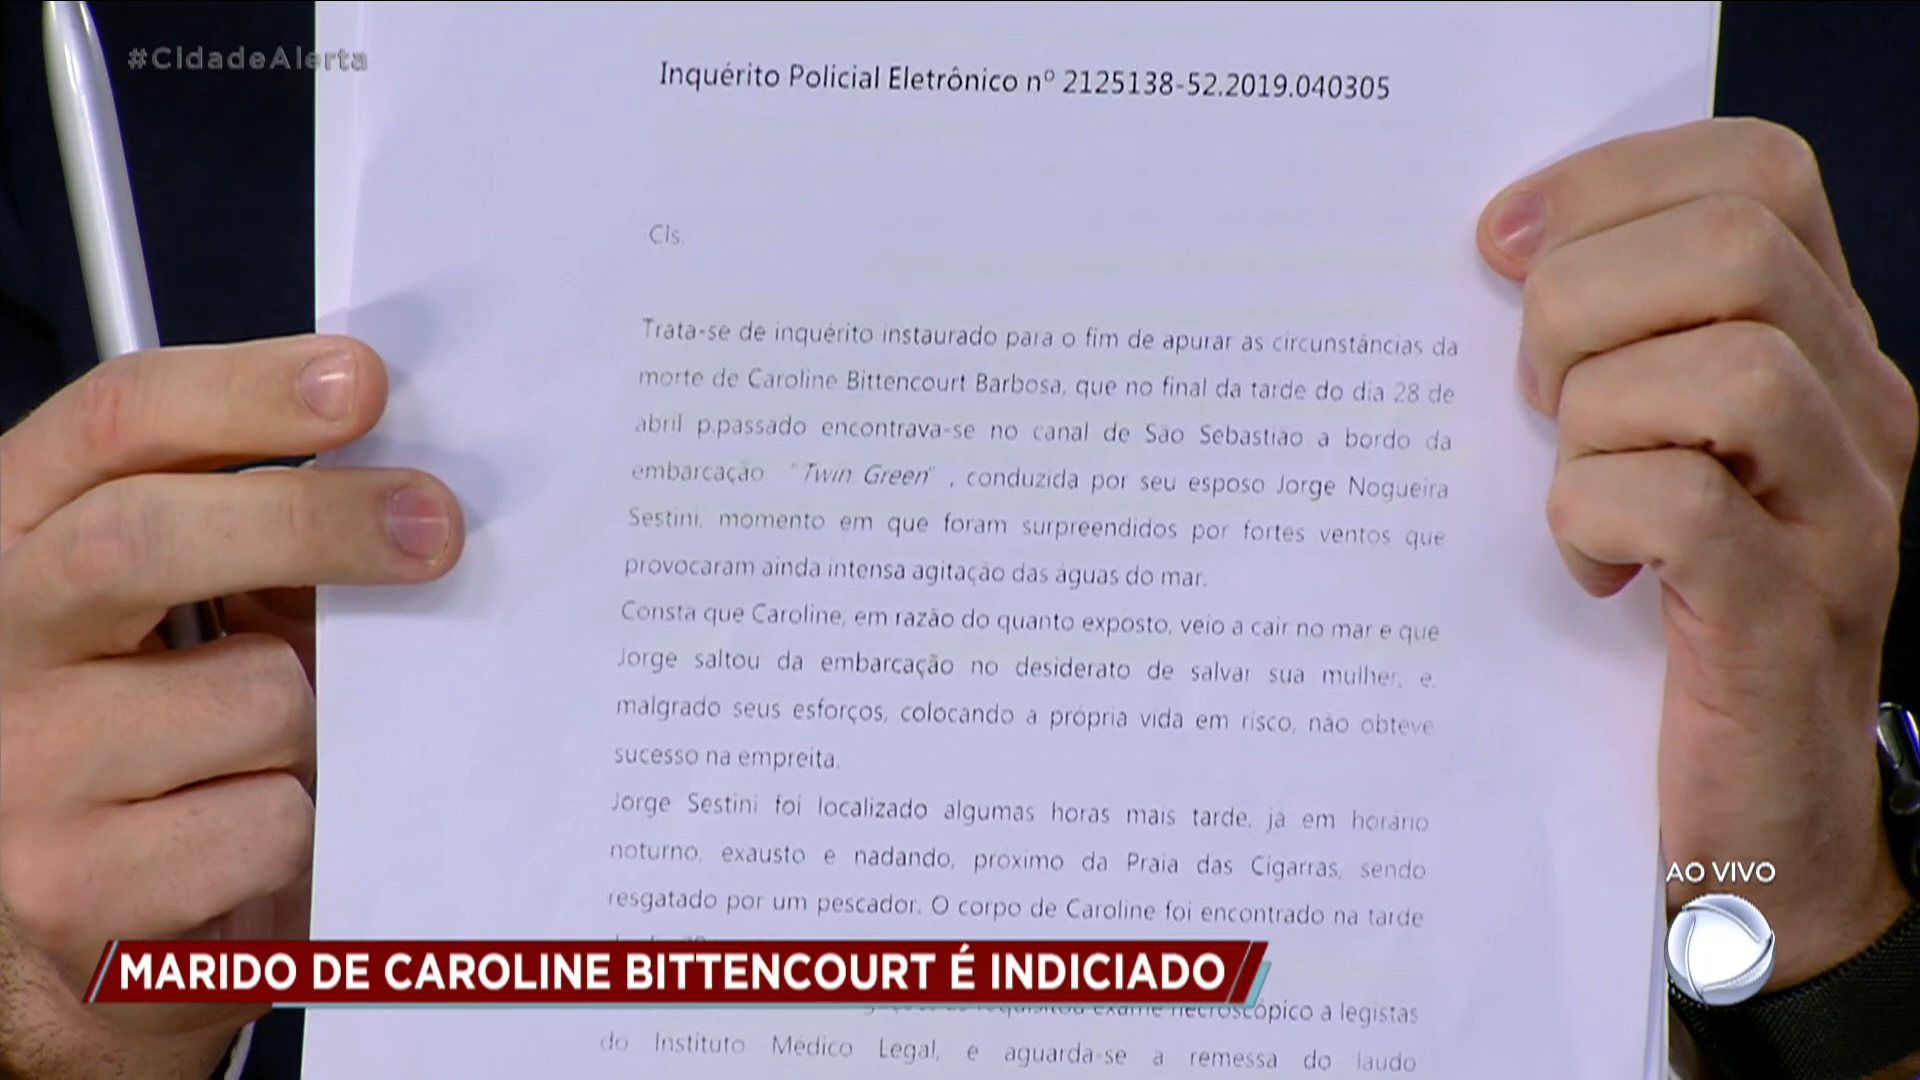 #CidadeAlerta
Inquérito Policial Eletrônico nº 2125138-52.2019.040305
Cls.
Trata-se de inquérito instaurado para o fim de apurar as circunstâncias da
morte de Caroline Bittencourt Barbosa, que no final da tarde do dia 28 de
abril p.passado encontrava-se no canal de São Sebastião a bordo da
embarcação "Twin Green", conduzida por seu esposo Jorge Nogueira
Sestini, momento em que foram surpreendidos por fortes ventos que
provocaram ainda intensa agitação das águas do mar.
Consta que Caroline, em razão do quanto exposto, veio a cair no mar e que
Jorge saltou da embarcação no desiderato de salvar sua mulher, e,
malgrado seus esforços, colocando a própria vida em risco, não obteve
sucesso na empreita.
Jorge Sestini foi localizado algumas horas mais tarde, já em horário
noturno, exausto e nadando, próximo da Praia das Cigarras, sendo
resgatado por um pescador. O corpo de Caroline foi encontrado na tarde
AO VIVO
MARIDO DE CAROLINE BITTENCOURT É INDICIADO
exame necroscópico a legistas
do Instituto Médico Legal, e aguarda-se a remessa do laudo